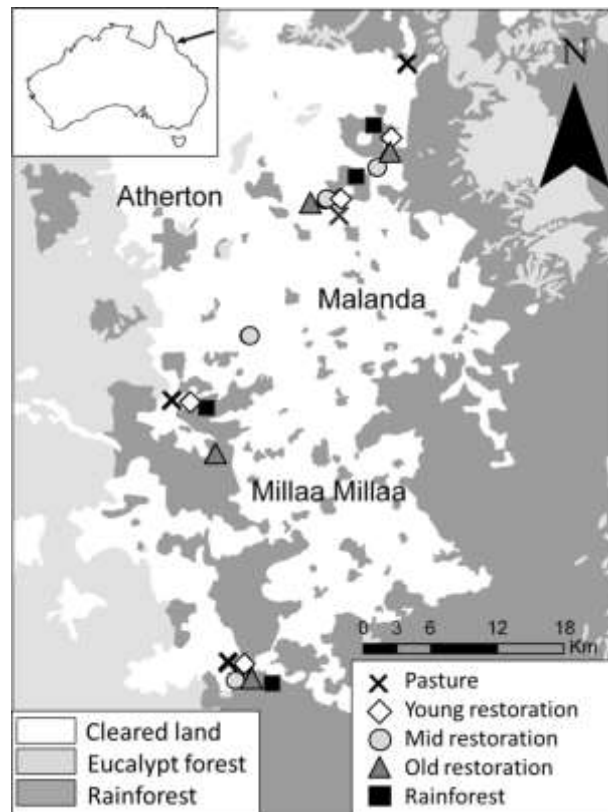 N
Atherton
Malanda
Millaa Millaa
0 3 6 12 18
Km
Pasture
Young restoration
Mid restoration
Old restoration
Rainforest
Cleared land
Eucalypt forest
Rainforest